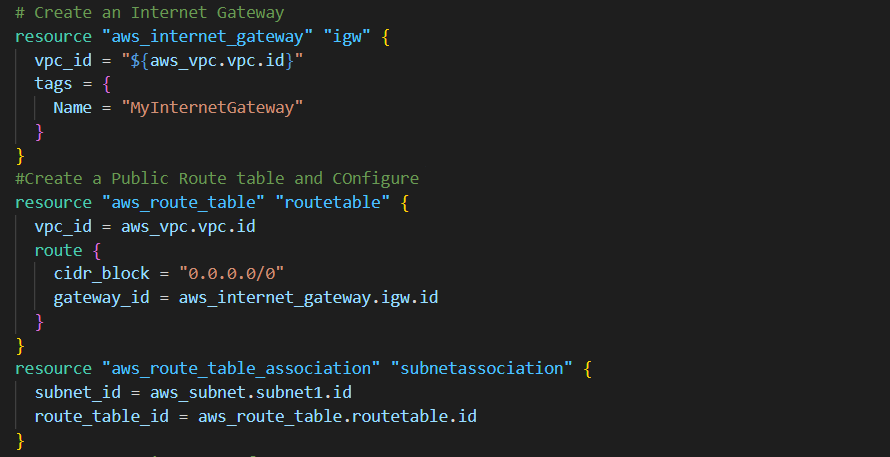 # Create an Internet Gateway
resource "aws_internet_gateway" "igw" {
  vpc_id = "${aws_vpc.vpc.id}"
  tags = {
    Name = "MyInternetGateway"
  }
}
#Create a Public Route table and COnfigure
resource "aws_route_table" "routetable" {
  vpc_id = aws_vpc.vpc.id
  route {
    cidr_block = "0.0.0.0/0"
    gateway_id = aws_internet_gateway.igw.id
  }
}
resource "aws_route_table_association" "subnetassociation" {
  subnet_id = aws_subnet.subnet1.id
  route_table_id = aws_route_table.routetable.id
}